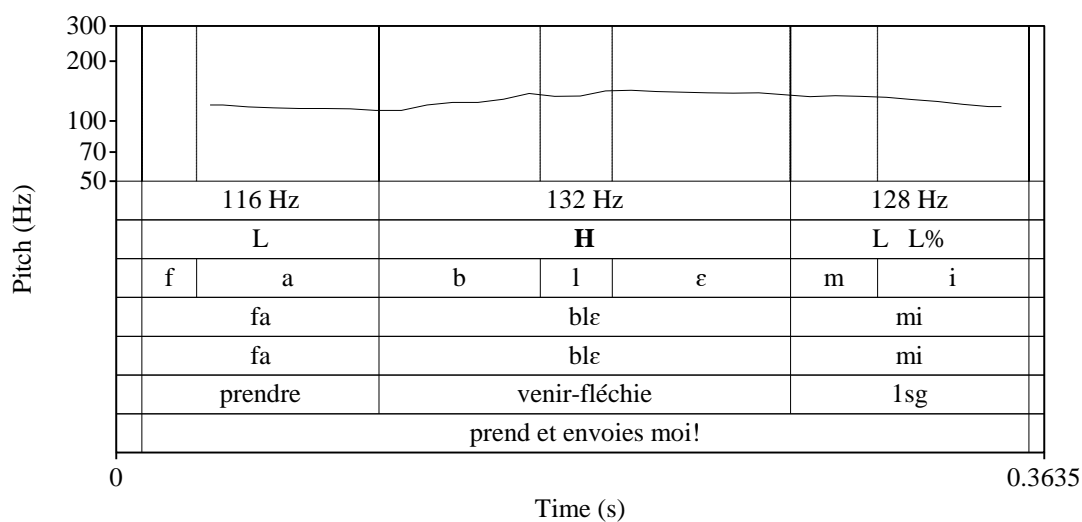 300
200
100
70
50
Pitch (Hz)
116 Hz 132 Hz 128 Hz
L H L L%
f a b l ɛ m i
fa blɛ mi
fa blɛ mi
prendre venir-fléchie 1sg
prend et envoies moi!
0 0.3635
Time (s)